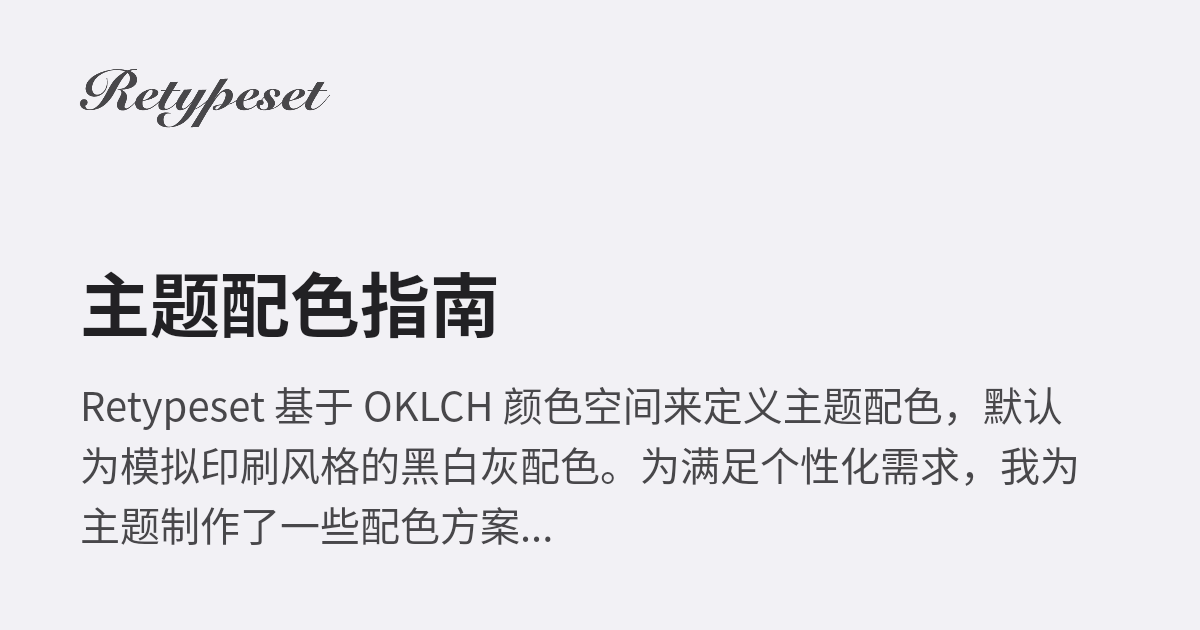 Retypeset
主题配色指南
Retypeset 基于 OKLCH 颜色空间来定义主题配色，默认
为模拟印刷风格的黑白灰配色。为满足个性化需求，我为
主题制作了一些配色方案...